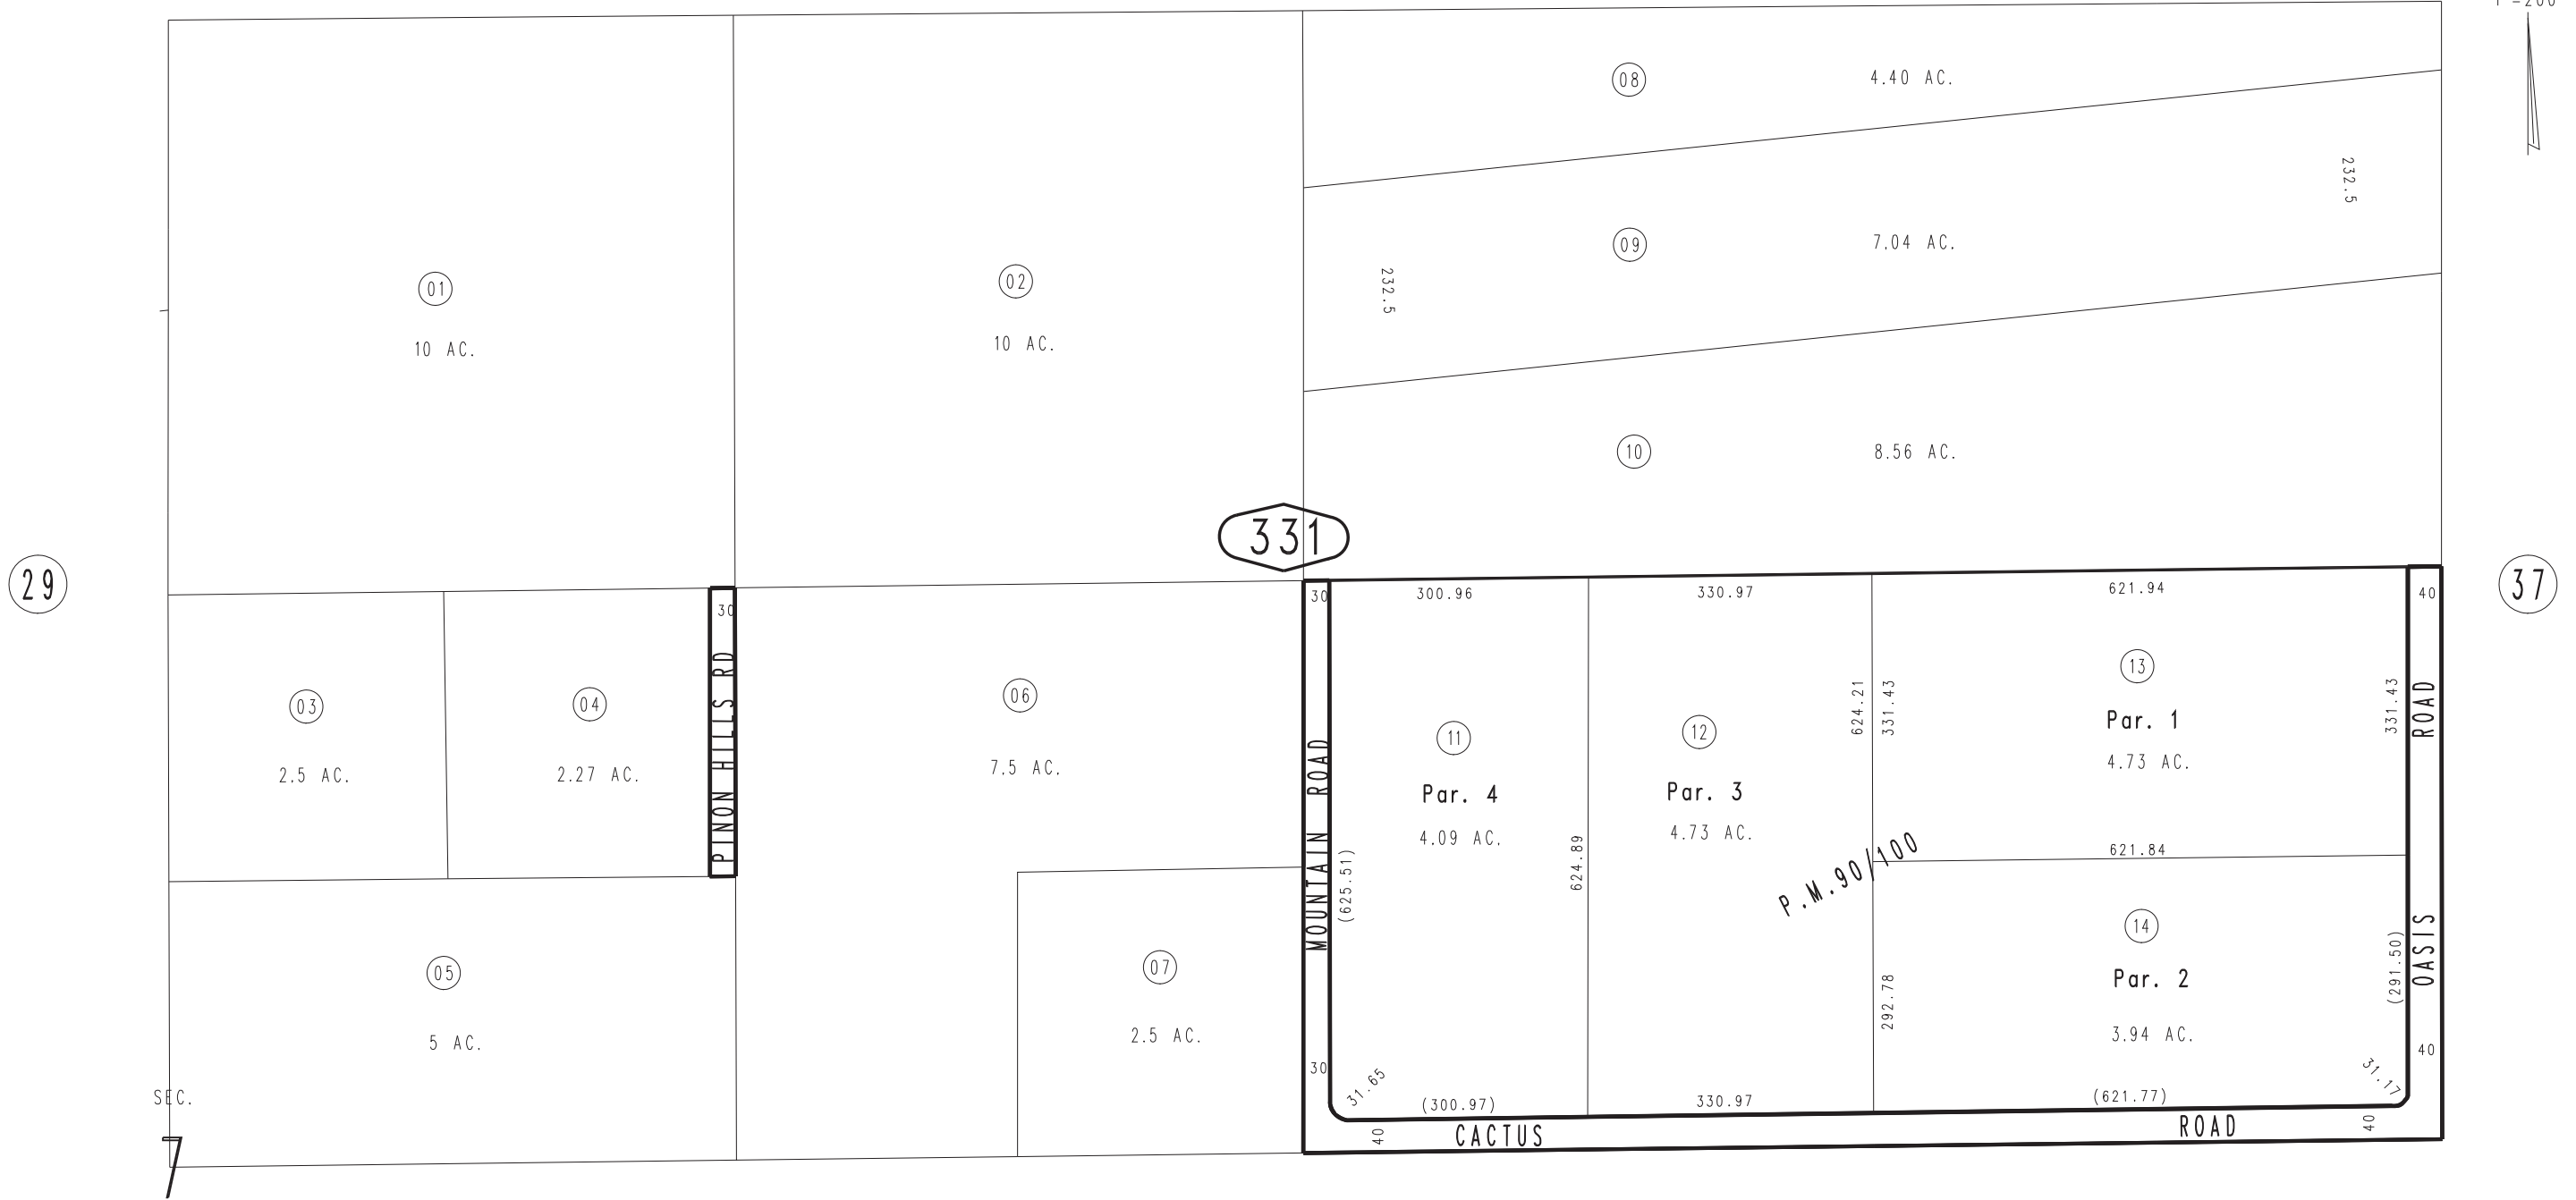 08
4.40 AC.
232.5
09
7.04 AC.
232.5
01
10 AC.
02
10 AC.
10
8.56 AC.
331
29
37
30
30
300.96
330.97
621.94
40
03
2.5 AC.
04
2.27 AC.
PINON HILLS RD
06
7.5 AC.
MOUNTAIN ROAD
(625.51)
11
Par. 4
4.09 AC.
624.89
12
Par. 3
4.73 AC.
624.21
331.43
13
Par. 1
4.73 AC.
331.43
OASIS ROAD
P.M.90/100
621.84
05
5 AC.
07
2.5 AC.
14
Par. 2
3.94 AC.
292.78
(291.50)
40
30
31.65
31.17
(300.97)
330.97
(621.77)
40
CACTUS ROAD
40
SEC.
7